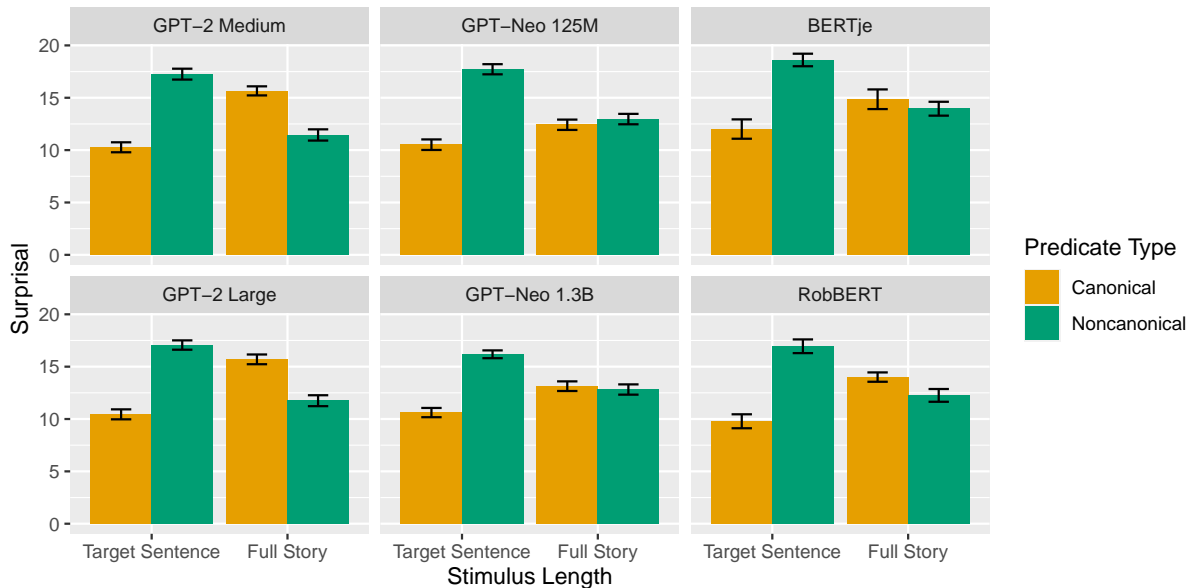 GPT−2 Medium
GPT−Neo 125M
BERTje
20
15
10
5
0
GPT−2 Large
GPT−Neo 1.3B
RobBERT
20
15
10
5
0
Target Sentence
Full Story
Target Sentence
Full Story
Target Sentence
Full Story
Stimulus Length
Surprisal
Predicate Type
Canonical
Noncanonical